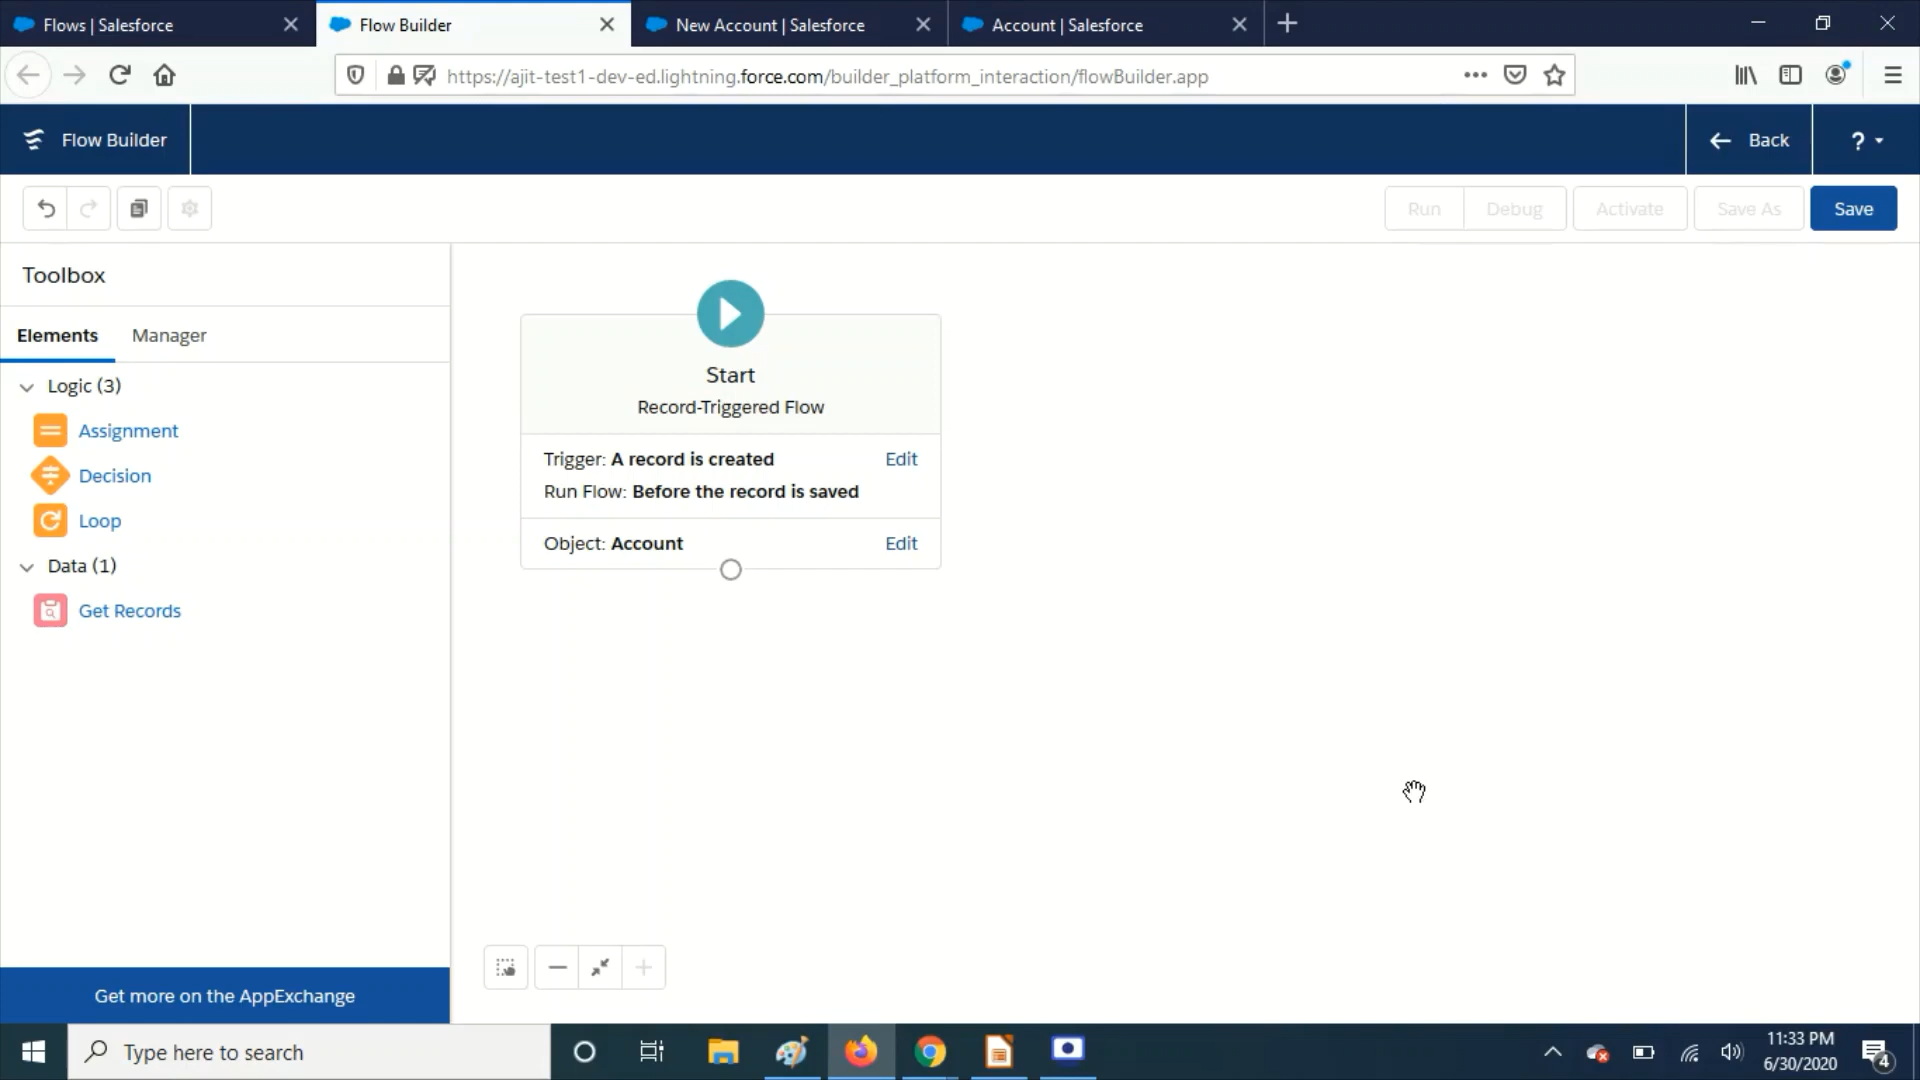 Flows | Salesforce
Flow Builder
New Account | Salesforce
Account | Salesforce
https://ajit-test1-dev-ed.lightning.force.com/builder_platform_interaction/flowBuilder.app
Flow Builder
Back
?
Run
Debug
Activate
Save As
Save
Toolbox
Elements
Manager
Logic (3)
Assignment
Decision
Loop
Data (1)
Get Records
Start
Record-Triggered Flow
Trigger: A record is created
Edit
Run Flow: Before the record is saved
Object: Account
Edit
Get more on the AppExchange
Type here to search
11:33 PM
6/30/2020
4